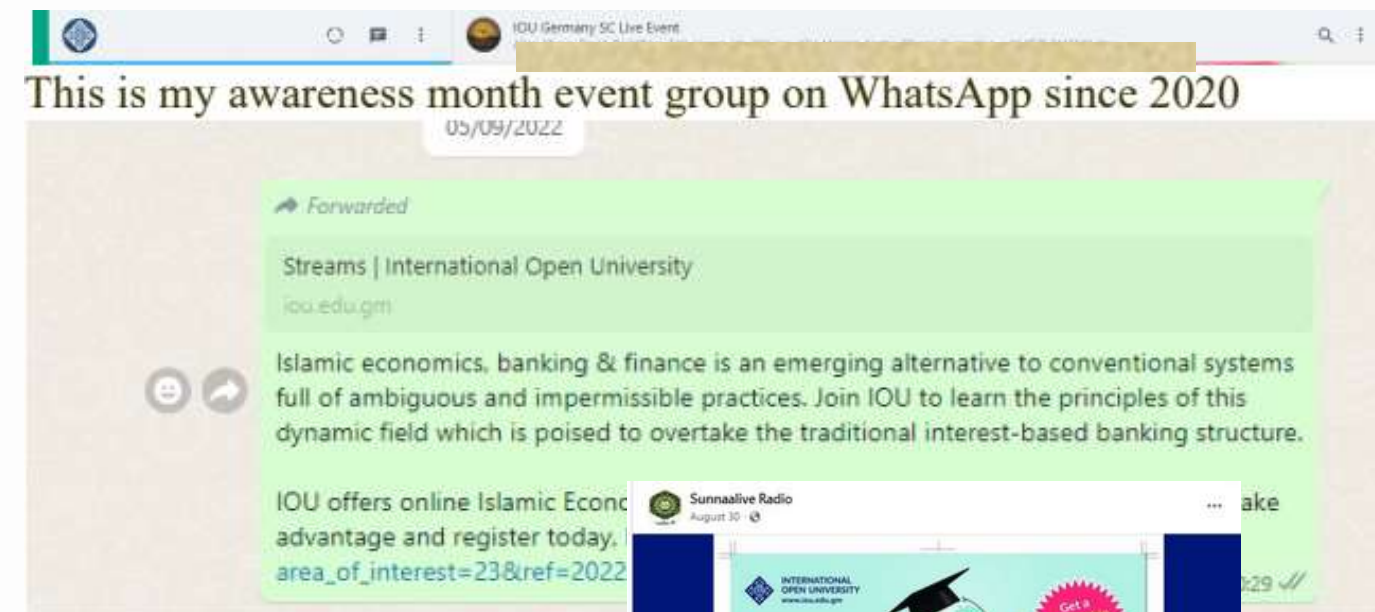 IOU Germany SC Live Event
This is my awareness month event group on WhatsApp since 2020
05/09/2022
Forwarded
Streams | International Open University
iou.edu.gm
Islamic economics, banking & finance is an emerging alternative to conventional systems
full of ambiguous and impermissible practices. Join IOU to learn the principles of this
dynamic field which is poised to overtake the traditional interest-based banking structure.
IOU offers online Islamic Econo
ake
advantage and register today.
area_of_interest=23&ref=2022
:29
Sunnaalive Radio
August 30
INTERNATIONAL
OPEN UNIVERSITY
www.iou.edu.gm
Get a